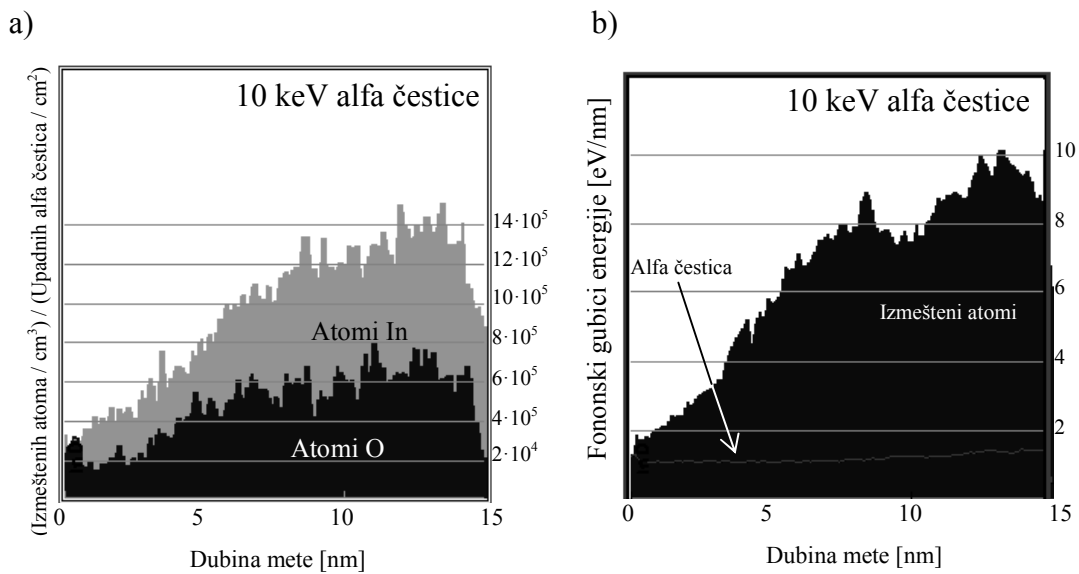 a)
10 keV alfa čestice
(Izmeštenih atoma / cm³) / (Upadnih alfa čestica / cm²)
14·10⁵
12·10⁵
10·10⁵
8·10⁵
6·10⁵
4·10⁵
2·10⁴
Atomi In
Atomi O
0
5
10
15
Dubina mete [nm]
b)
10 keV alfa čestice
Fononski gubici energije [eV/nm]
10
8
6
4
2
Alfa čestica
Izmešteni atomi
0
5
10
15
Dubina mete [nm]